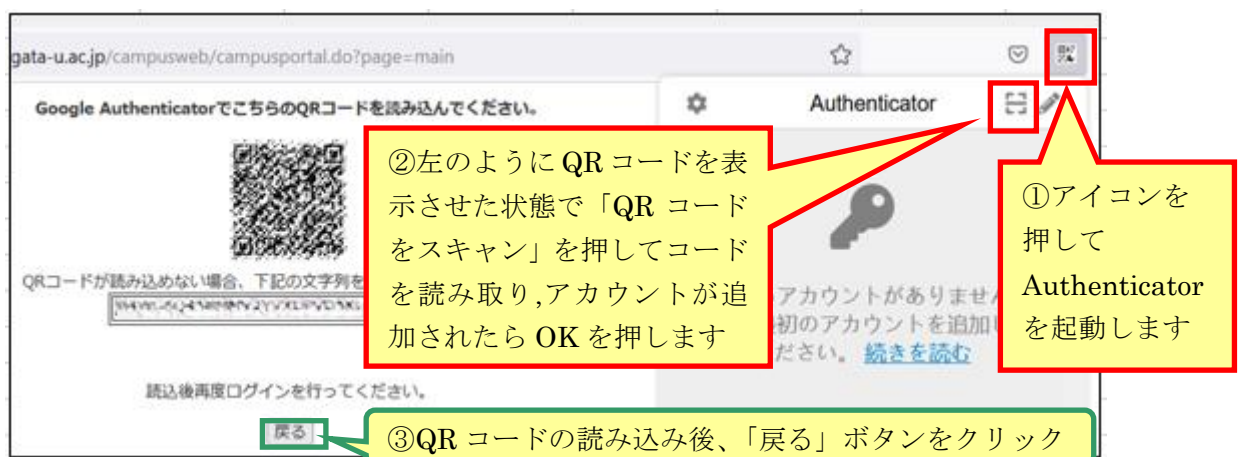 gata-u.ac.jp/campusweb/campusportal.do?page=main
Google AuthenticatorでこちらのQRコードを読み込んでください。
Authenticator
②左のように QR コードを表
示させた状態で「QR コード
をスキャン」を押してコード
を読み取り,アカウントが追
加されたら OK を押します
①アイコンを
押して
Authenticator
を起動します
QRコードが読み込めない場合、下記の文字列を
アカウントがありませ
初のアカウントを追加
ださい。 続きを読む
読込後再度ログインを行ってください。
戻る
③QR コードの読み込み後、「戻る」ボタンをクリック